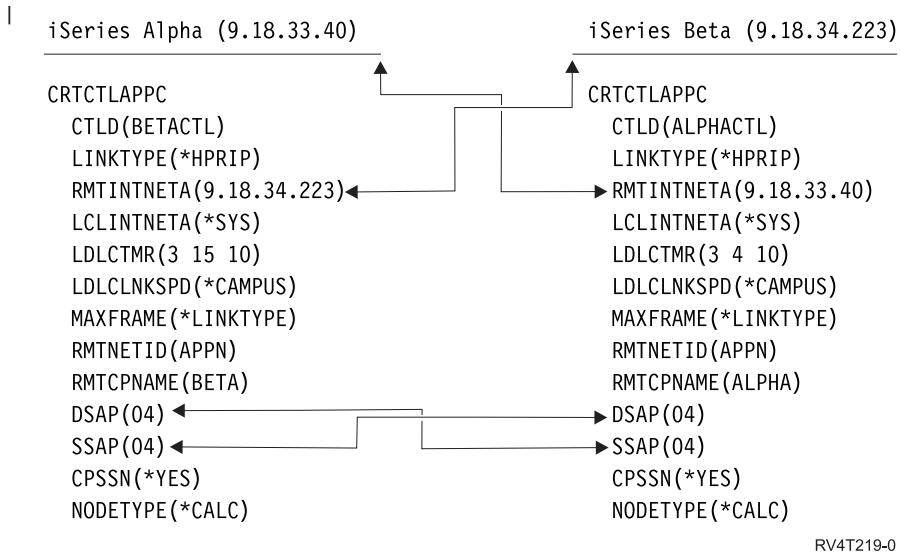 iSeries Alpha (9.18.33.40)
CRTCTLAPPC
CTLD(BETACTL)
LINKTYPE(*HPRIP)
RMTINTNETA(9.18.34.223)
LCLINTNETA(*SYS)
LDLCTMR(3 15 10)
LDLCLNKSPD(*CAMPUS)
MAXFRAME(*LINKTYPE)
RMTNETID(APPN)
RMTCPNAME(BETA)
DSAP(04)
SSAP(04)
CPSSN(*YES)
NODETYPE(*CALC)
iSeries Beta (9.18.34.223)
CRTCTLAPPC
CTLD(ALPHACTL)
LINKTYPE(*HPRIP)
RMTINTNETA(9.18.33.40)
LCLINTNETA(*SYS)
LDLCTMR(3 4 10)
LDLCLNKSPD(*CAMPUS)
MAXFRAME(*LINKTYPE)
RMTNETID(APPN)
RMTCPNAME(ALPHA)
DSAP(04)
SSAP(04)
CPSSN(*YES)
NODETYPE(*CALC)
RV4T219-0